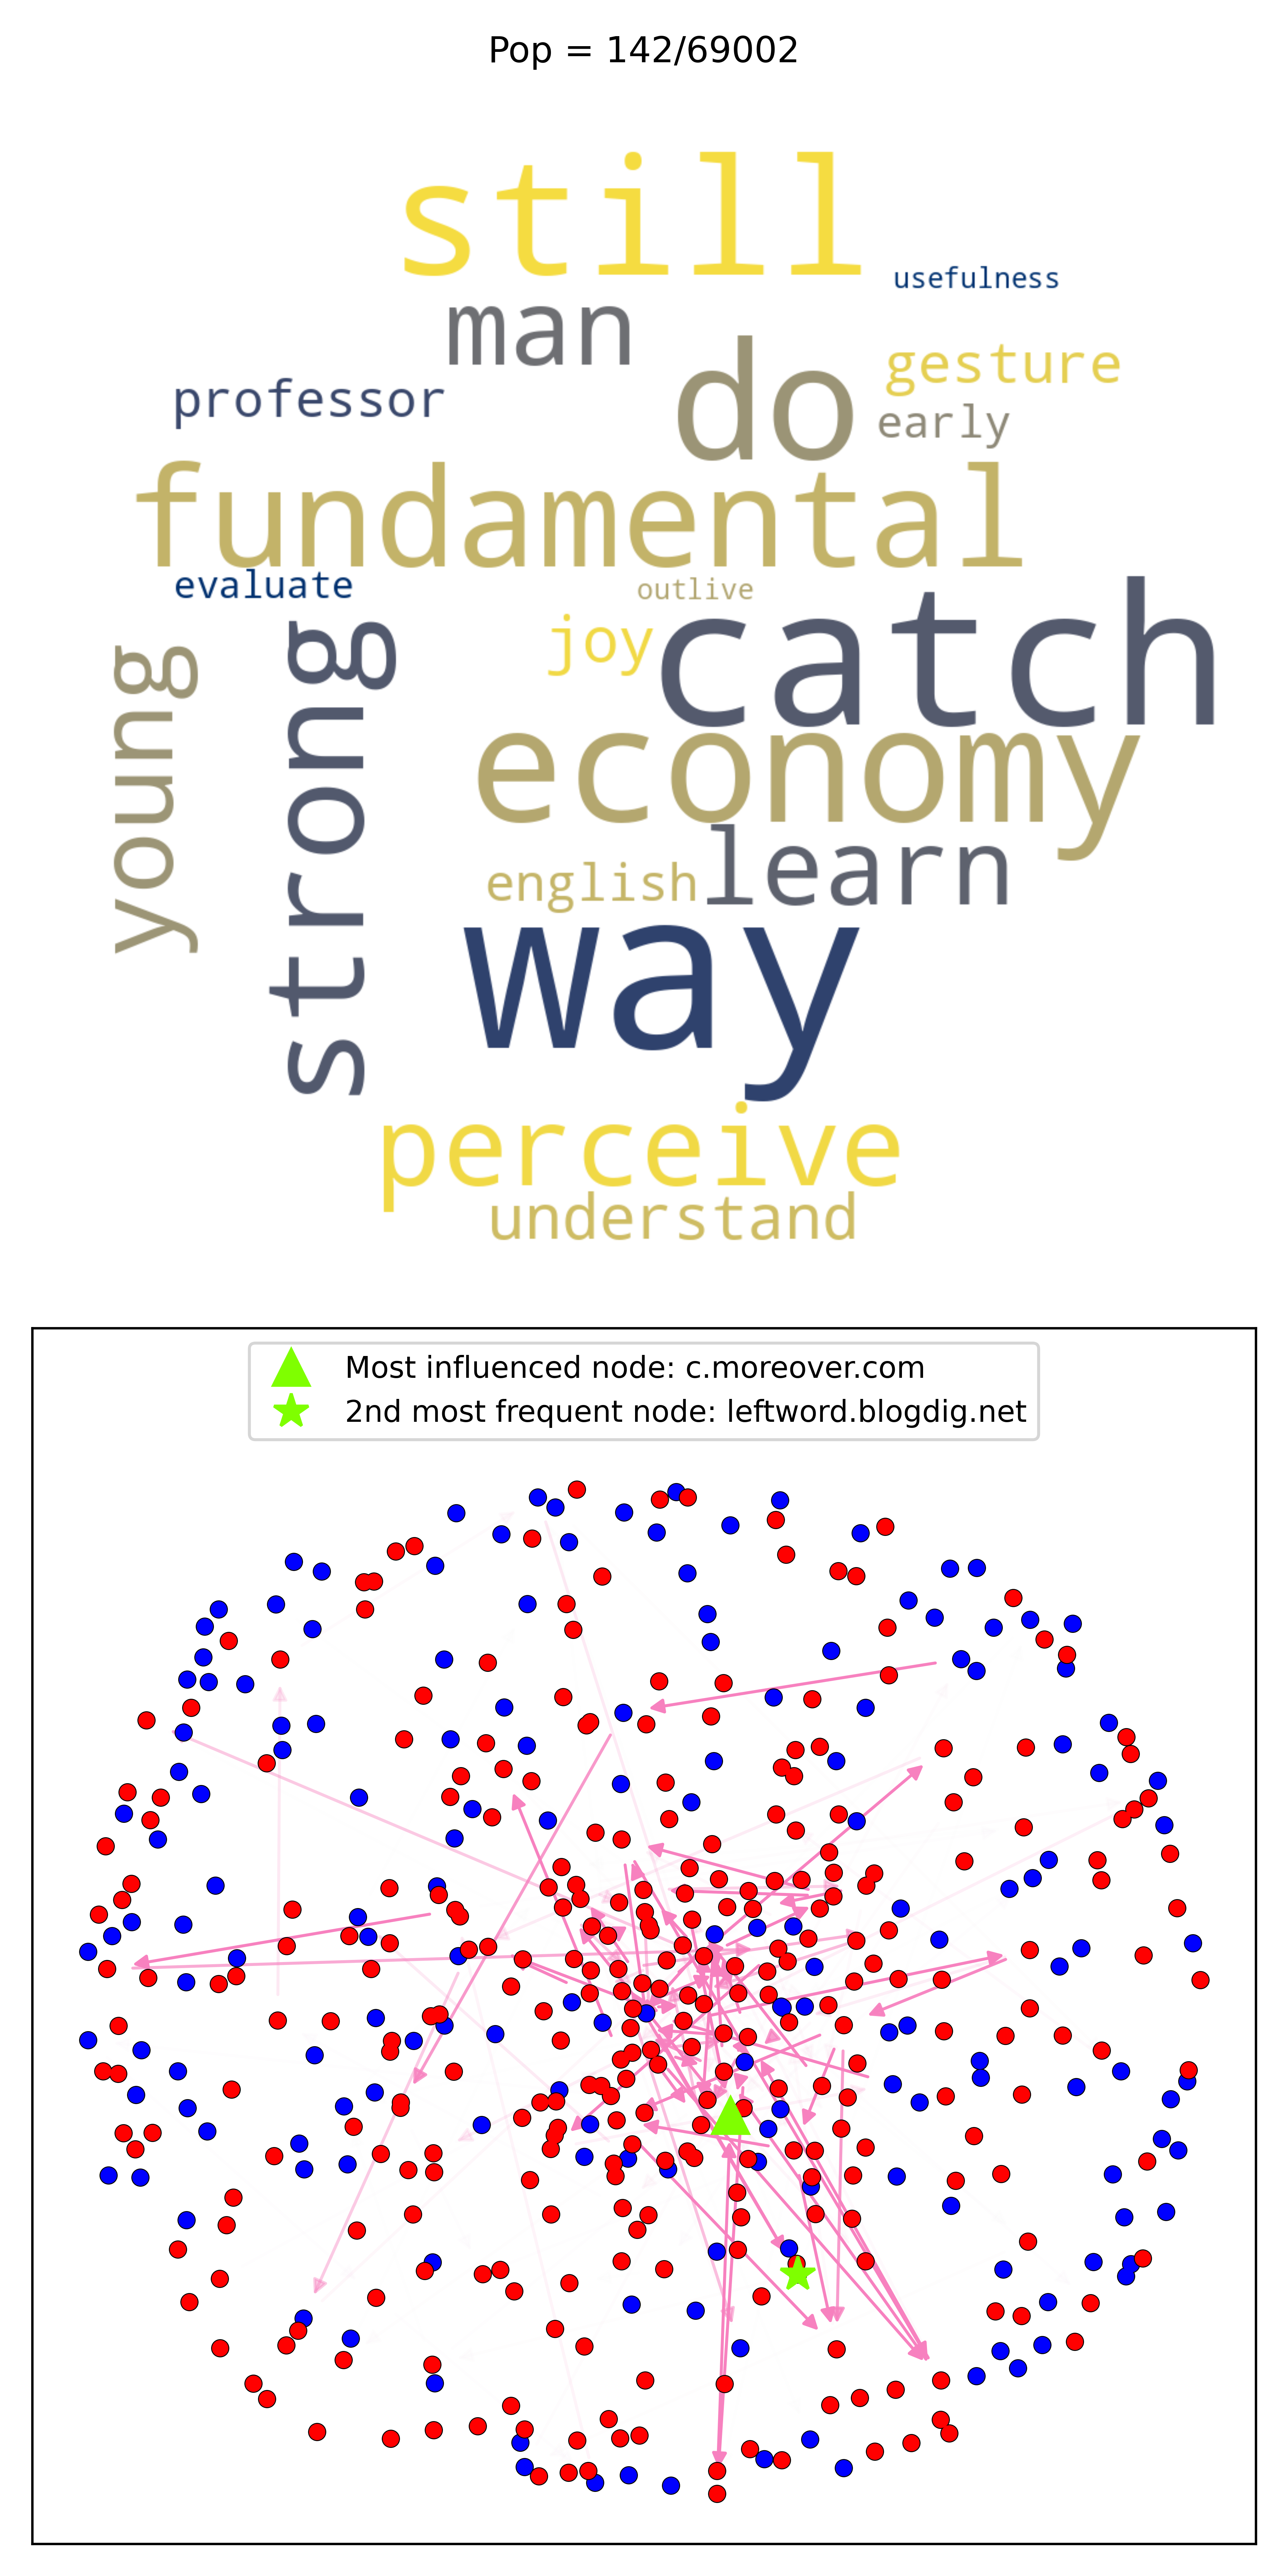 Pop = 142/69002
still
usefulness
man
do
gesture
professor
early
fundamental
evaluate
outlive
young
strong
joy
catch
economy
english
learn
way
perceive
understand
Most influenced node: c.moreover.com
2nd most frequent node: leftword.blogdig.net